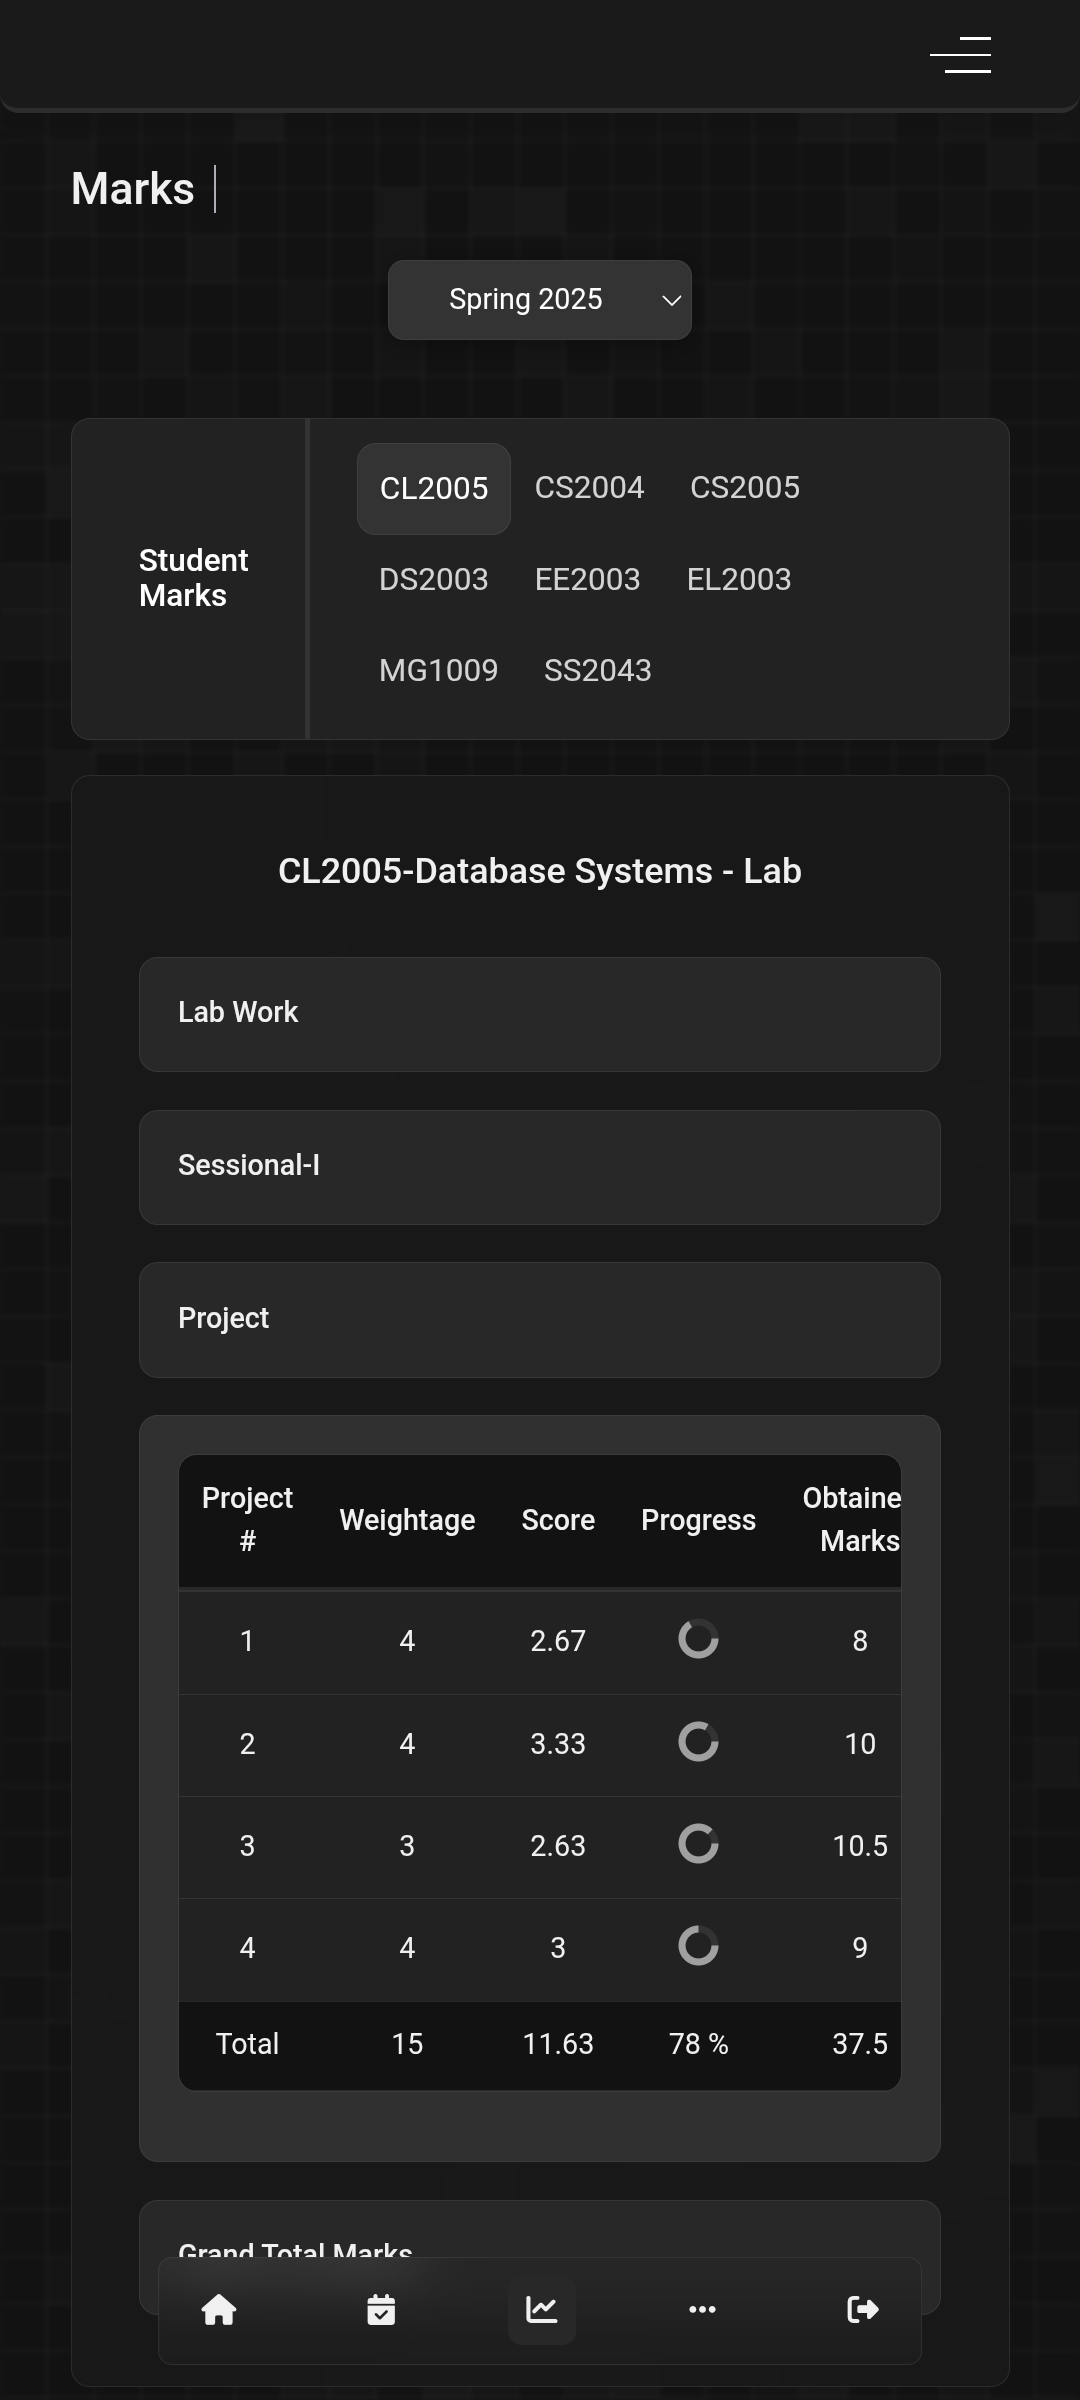 Marks
Spring 2025
Student
Marks
CL2005 CS2004 CS2005
DS2003 EE2003 EL2003
MG1009 SS2043
CL2005-Database Systems - Lab
Lab Work
Sessional-I
Project
Project # Weightage Score Progress Obtaine Marks
1 4 2.67 8
2 4 3.33 10
3 3 2.63 10.5
4 4 3 9
Total 15 11.63 78 % 37.5
Grand Total Marks